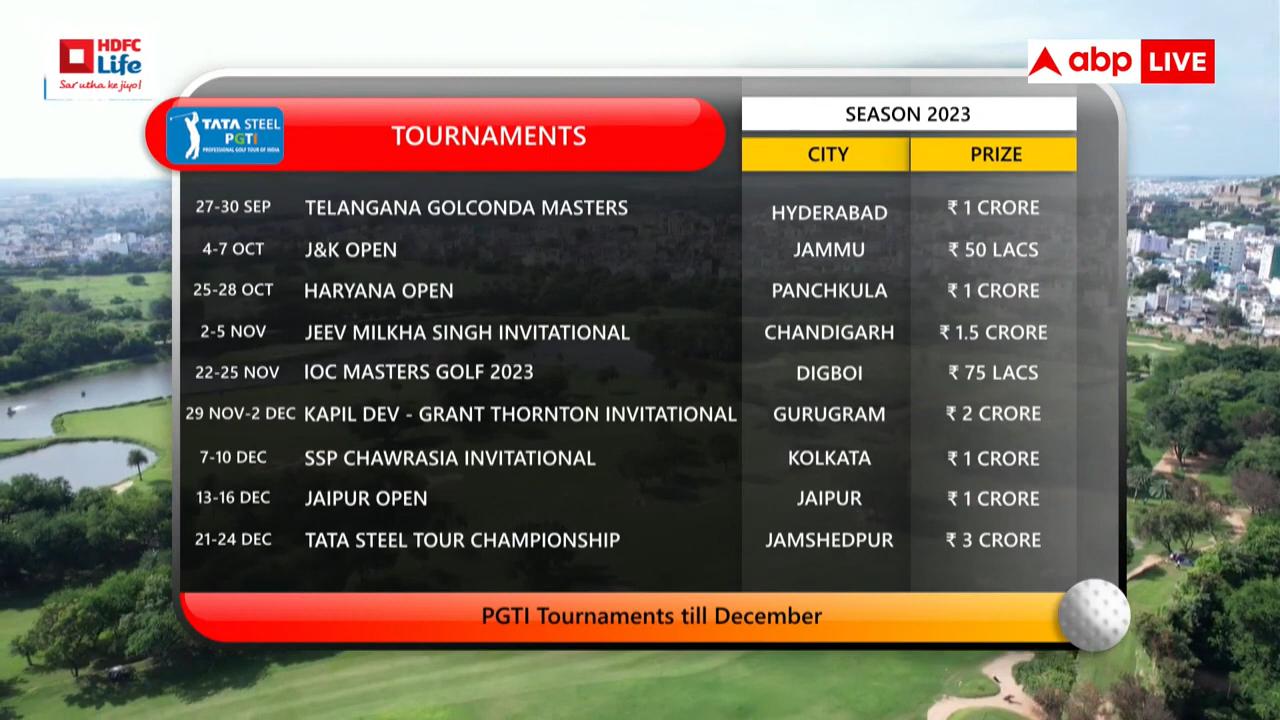 HDFC
Life
Sar utha ke jiyo!
abp LIVE
TATA STEEL
PGTI
PROFESSIONAL GOLF TOUR OF INDIA
TOURNAMENTS
SEASON 2023
CITY PRIZE
27-30 SEP TELANGANA GOLCONDA MASTERS HYDERABAD ₹ 1 CRORE
4-7 OCT J&K OPEN JAMMU ₹ 50 LACS
25-28 OCT HARYANA OPEN PANCHKULA ₹ 1 CRORE
2-5 NOV JEEV MILKHA SINGH INVITATIONAL CHANDIGARH ₹ 1.5 CRORE
22-25 NOV IOC MASTERS GOLF 2023 DIGBOI ₹ 75 LACS
29 NOV-2 DEC KAPIL DEV - GRANT THORNTON INVITATIONAL GURUGRAM ₹ 2 CRORE
7-10 DEC SSP CHAWRASIA INVITATIONAL KOLKATA ₹ 1 CRORE
13-16 DEC JAIPUR OPEN JAIPUR ₹ 1 CRORE
21-24 DEC TATA STEEL TOUR CHAMPIONSHIP JAMSHEDPUR ₹ 3 CRORE
PGTI Tournaments till December